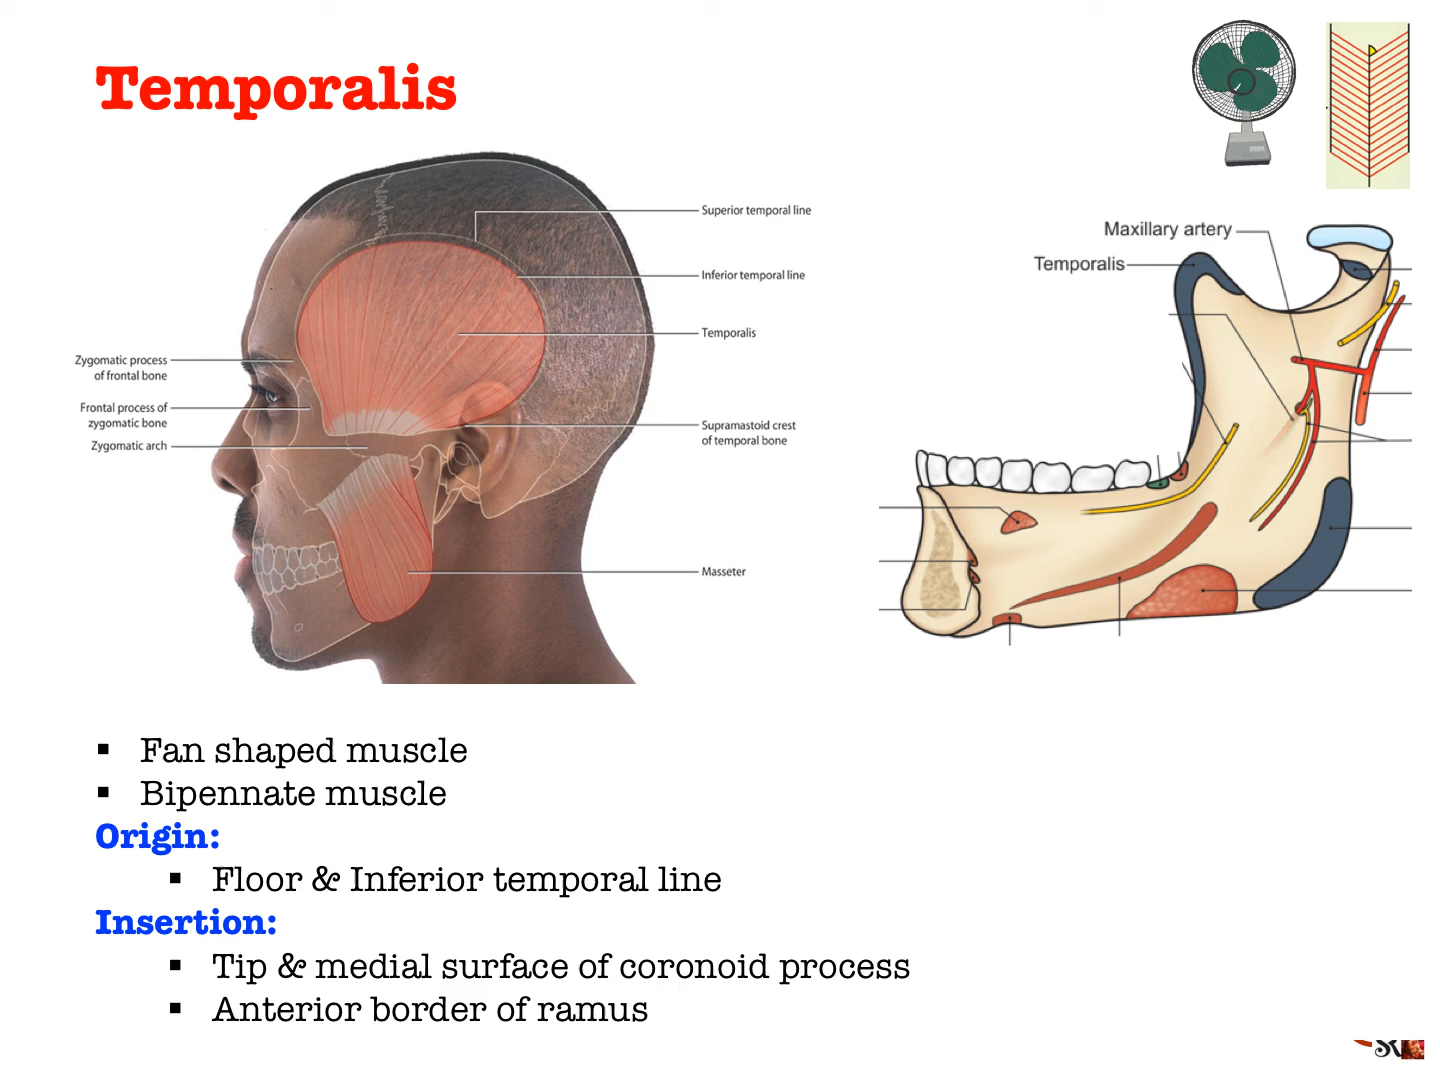 Temporalis
Superior temporal line
Inferior temporal line
Temporalis
Zygomatic process
of frontal bone
Frontal process of
zygomatic bone
Zygomatic arch
Supramastoid crest
of temporal bone
Masseter
Maxillary artery
Temporalis
▪ Fan shaped muscle
▪ Bipennate muscle
Origin:
▪ Floor & Inferior temporal line
Insertion:
▪ Tip & medial surface of coronoid process
▪ Anterior border of ramus